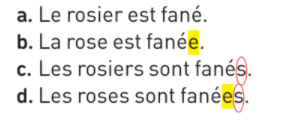 a. Le rosier est fané.
b. La rose est fanée.
c. Les rosiers sont fanés.
d. Les roses sont fanées.